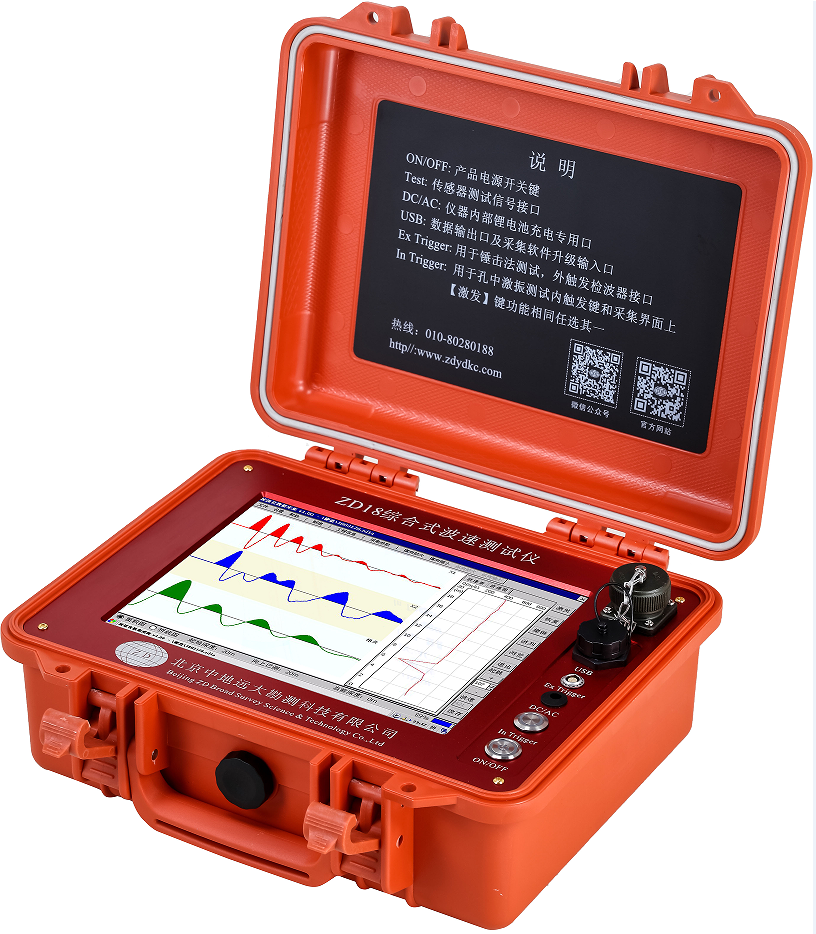 说 明
ON/OFF: 产品电源开关键
Test: 传感器测试信号接口
DC/AC: 仪器内部锂电池充电专用口
USB: 数据输出口及采集软件升级输入口
Ex Trigger: 用于锤击法测试，外触发检波器接口
In Trigger: 用于孔中激振测试内触发键和采集界面上
【激发】键功能相同任选其一
热线：010-80280188
http//:www.zdydkc.com
微信公众号
官方网站
ZD18综合式波速测试仪
USB
Ex Trigger
DC/AC
In Trigger
ON/OFF
ZD
北京中地远大勘测科技有限公司
Beijing ZD Broad Survey Science & Technology Co.,Ltd